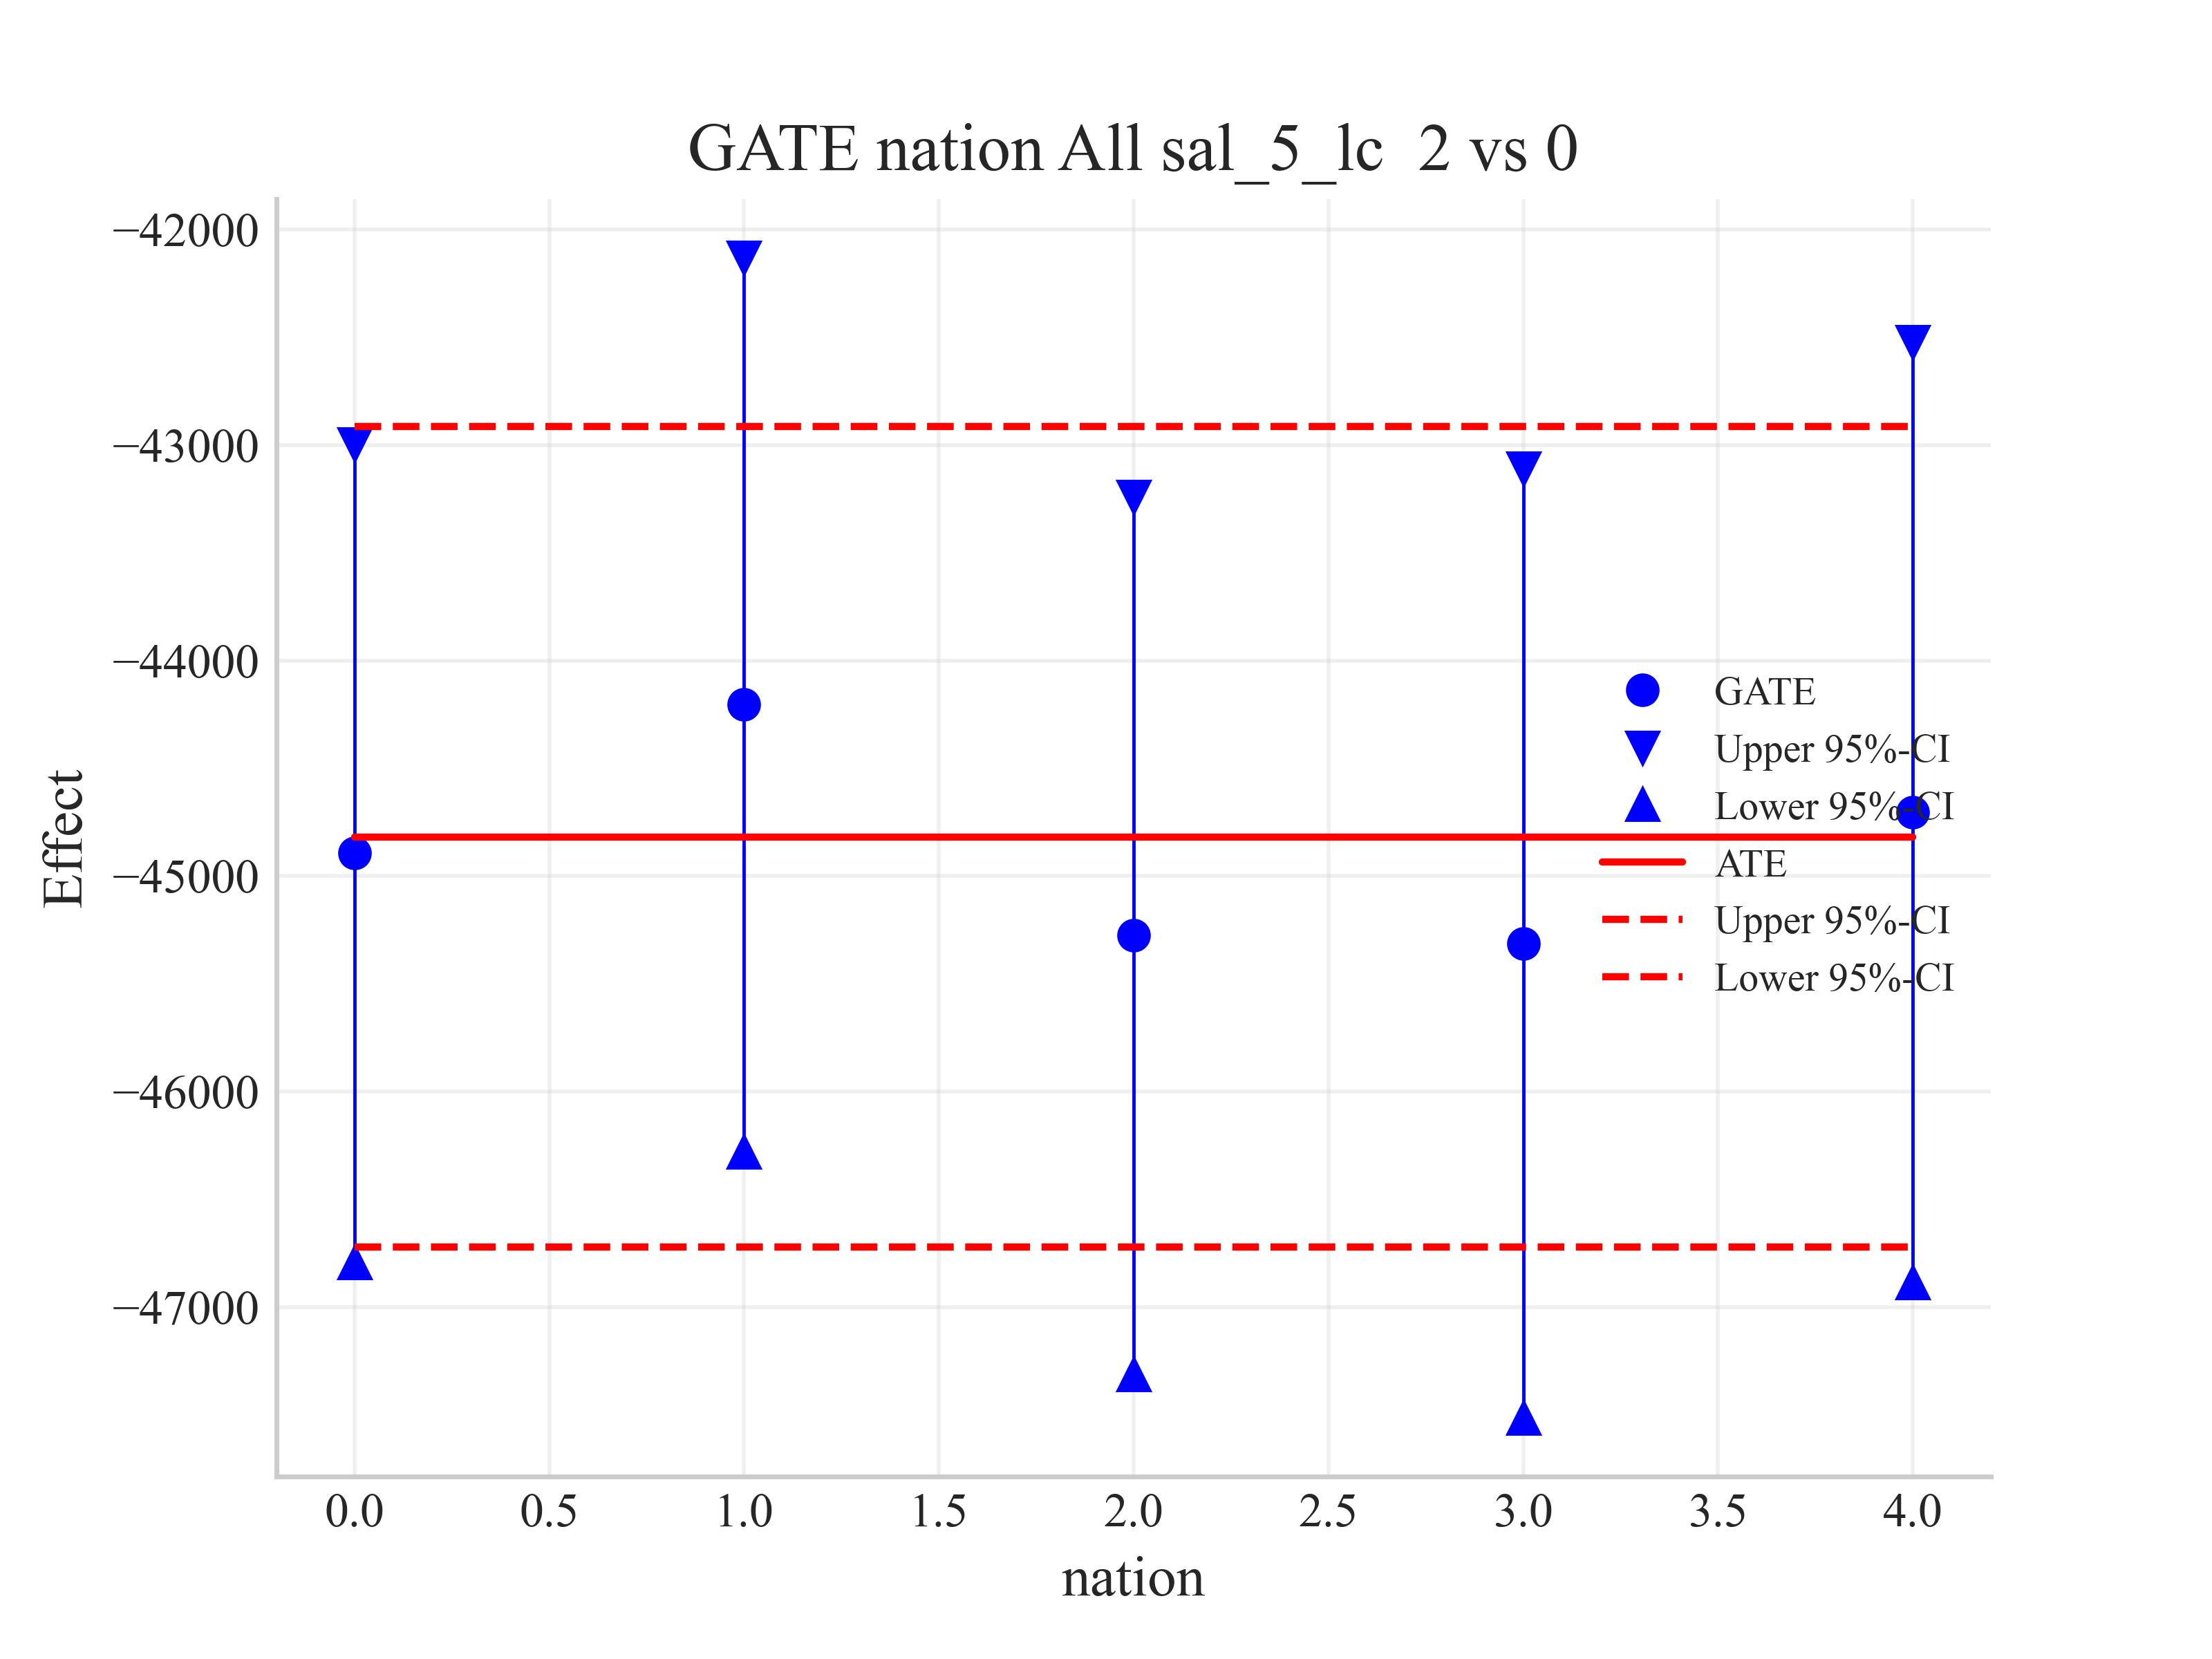 GATE nation All sal_5_lc  2 vs 0
−42000
−43000
−44000
−45000
−46000
−47000
Effect
GATE
Upper 95%-CI
Lower 95%-CI
ATE
Upper 95%-CI
Lower 95%-CI
0.0 0.5 1.0 1.5 2.0 2.5 3.0 3.5 4.0
nation